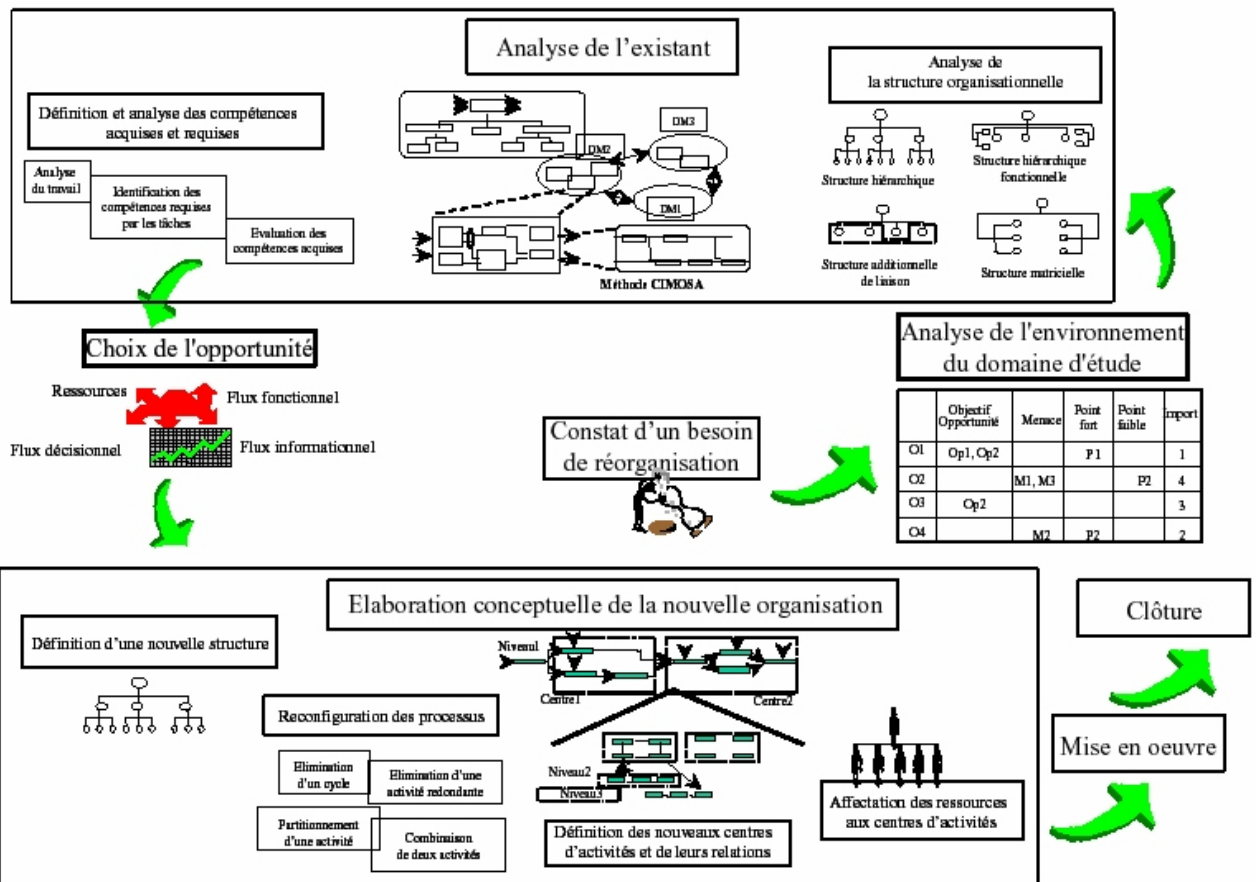 Analyse de l'existant
Analyse de
la structure organisationnelle
Définition et analyse des compétences
acquises et requises
Analyse
du travail
Identification des
compétences requises
par les tâches
Evaluation des
compétences acquises
DM3
DM2
DM1
Méthode CIMOSA
Structure hiérarchique
Structure hiérarchique
fonctionnelle
Structure additionnelle
de liaison
Structure matricielle
Choix de l'opportunité
Ressources
Flux fonctionnel
Flux décisionnel
Flux informationnel
Constat d'un besoin
de réorganisation
Analyse de l'environnement
du domaine d'étude
Objectif Opportunité Menace Point fort Point faible Import
O1 Op1, Op2 P1 1
O2 M1, M3 P2 4
O3 Op2 3
O4 M2 P2 2
Elaboration conceptuelle de la nouvelle organisation
Définition d'une nouvelle structure
Reconfiguration des processus
Elimination
d'un cycle
Elimination d'une
activité redondante
Partitionnement
d'une activité
Combinaison
de deux activités
Niveau1
Centre1
Centre2
Niveau2
Niveau3
Définition des nouveaux centres
d'activités et de leurs relations
Affectation des ressources
aux centres d'activités
Mise en oeuvre
Clôture